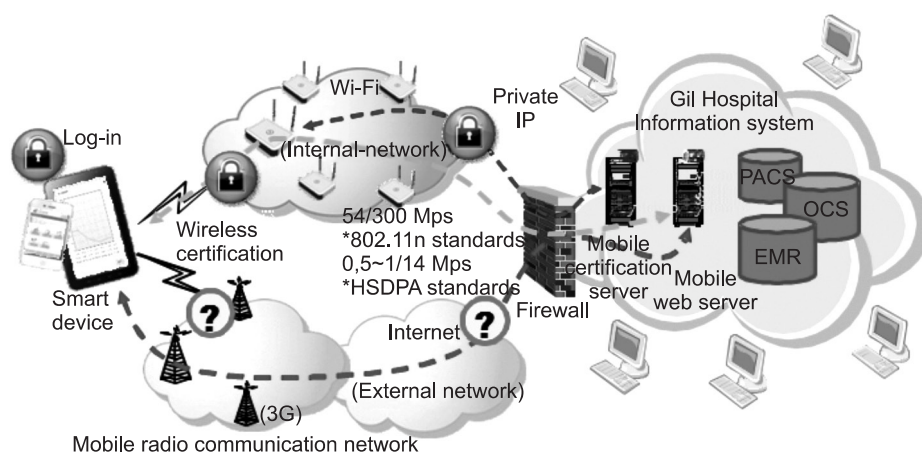 Log-in
Smart
device
Wireless
certification
Wi-Fi
(Internal-network)
54/300 Mps
*802.11n standards
0,5~1/14 Mps
*HSDPA standards
Private
IP
Internet
?
?
(External network)
(3G)
Mobile radio communication network
Firewall
Gil Hospital
Information system
Mobile
certification
server
Mobile
web server
PACS
OCS
EMR